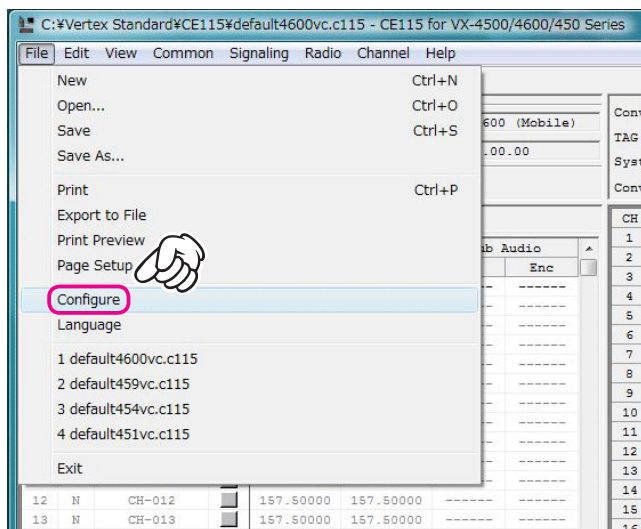 C:¥Vertex Standard¥CE115¥default4600vc.c115 - CE115 for VX-4500/4600/450 Series
File Edit View Common Signaling Radio Channel Help
New Ctrl+N
Open... Ctrl+O
Save Ctrl+S
Save As...
Print Ctrl+P
Export to File
Print Preview
Page Setup
Configure
Language
1 default4600vc.c115
2 default459vc.c115
3 default454vc.c115
4 default451vc.c115
Exit
600 (Mobile)
.00.00
TAG
Audio
Enc
------
------
------
------
------
------
------
------
------
------
------
12 N CH-012 157.50000 157.50000 ------ ------
13 N CH-013 157.50000 157.50000 ------ ------
CH
1
2
3
4
5
6
7
8
9
10
11
12
13
14
15